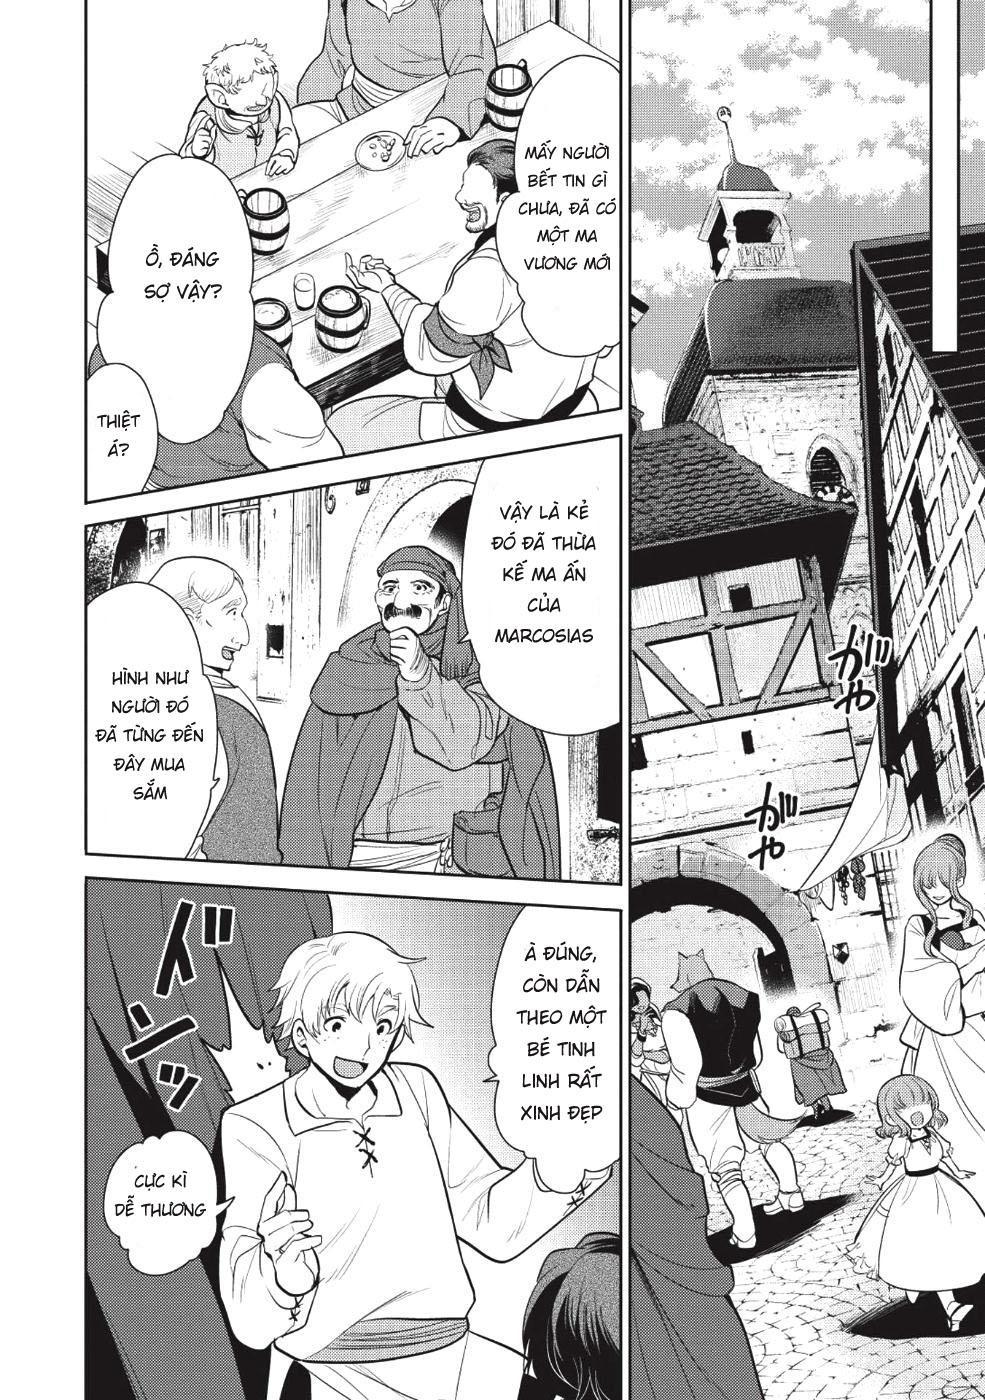 ガヤ
ガヤ
MẤY NGƯỜI
BẾT TIN GÌ
CHƯA, ĐÃ CÓ
MỘT MA
VƯƠNG MỚI
Ồ, ĐÁNG
SỢ VẬY?
THIỆT
Á?
VẬY LÀ KẺ
ĐÓ ĐÃ THỪA
KẾ MA ẤN
CỦA
MARCOSIAS
HÌNH NHƯ
NGƯỜI ĐÓ
ĐÃ TỪNG ĐẾN
ĐÂY MUA
SẮM
À ĐÚNG,
CÒN DẪN
THEO MỘT
BÉ TINH
LINH RẤT
XINH ĐẸP
ドンッ
CỰC KÌ
DỄ THƯƠNG